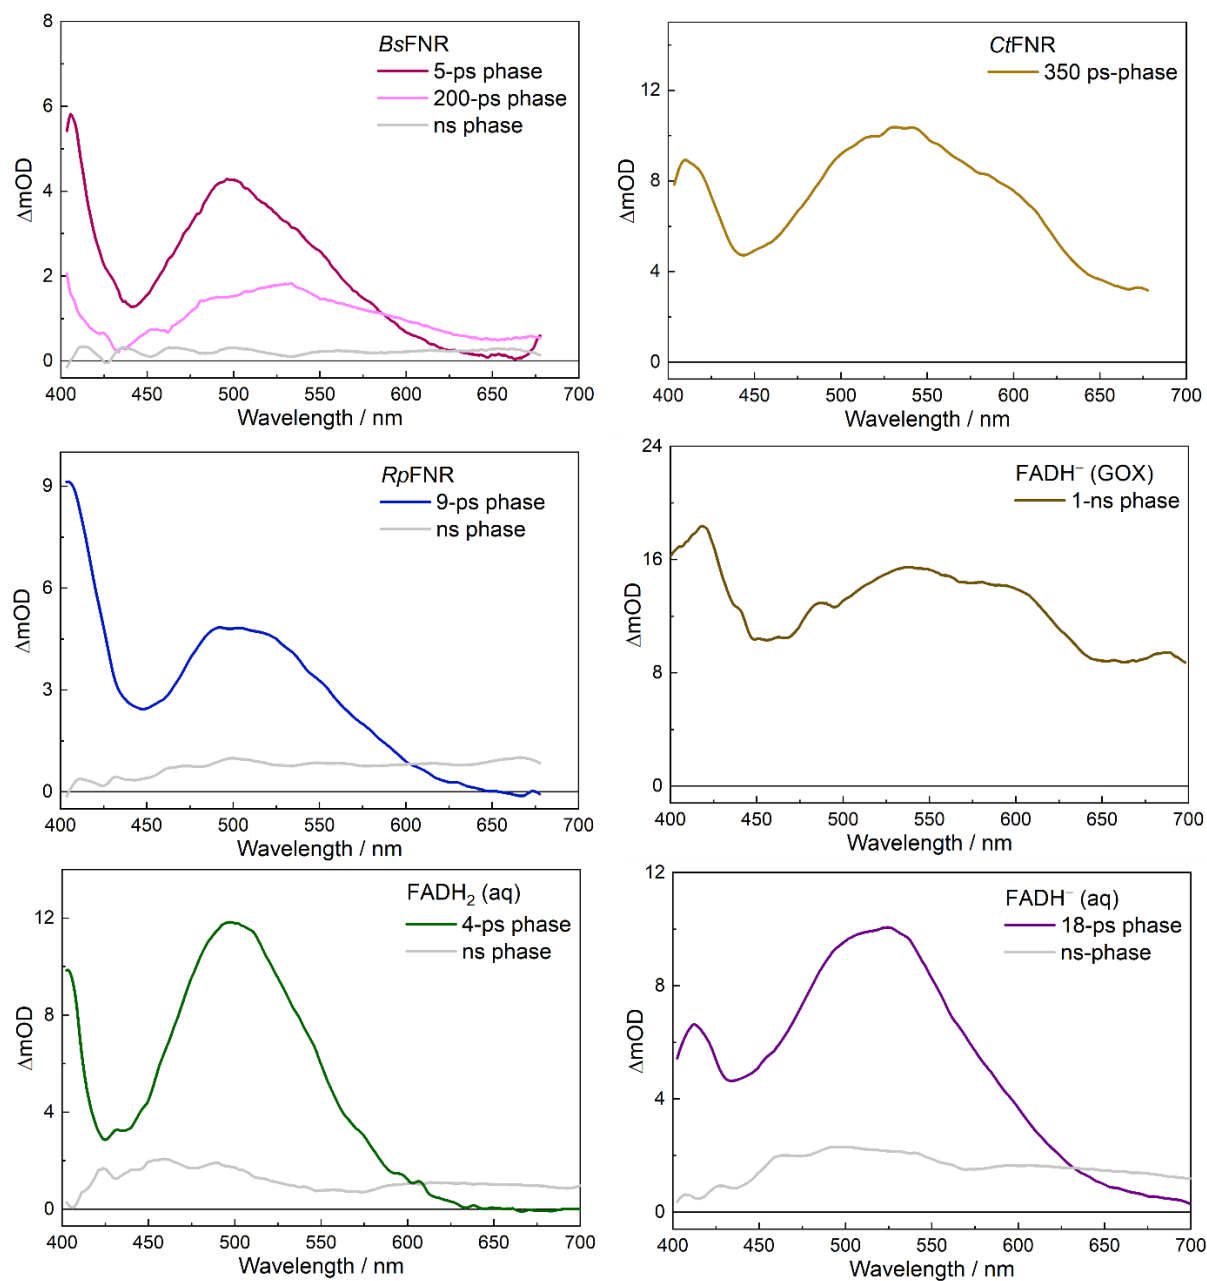 BsFNR
5-ps phase
200-ps phase
ns phase
8
6
4
2
0
ΔmOD
400 450 500 550 600 650 700
Wavelength / nm
CtFNR
350 ps-phase
12
8
4
0
ΔmOD
400 450 500 550 600 650 700
Wavelength / nm
RpFNR
9-ps phase
ns phase
9
6
3
0
ΔmOD
400 450 500 550 600 650 700
Wavelength / nm
FADH⁻ (GOX)
1-ns phase
24
16
8
0
ΔmOD
400 450 500 550 600 650 700
Wavelength / nm
FADH₂ (aq)
4-ps phase
ns phase
12
8
4
0
ΔmOD
400 450 500 550 600 650 700
Wavelength / nm
FADH⁻ (aq)
18-ps phase
ns-phase
12
8
4
0
ΔmOD
400 450 500 550 600 650 700
Wavelength / nm